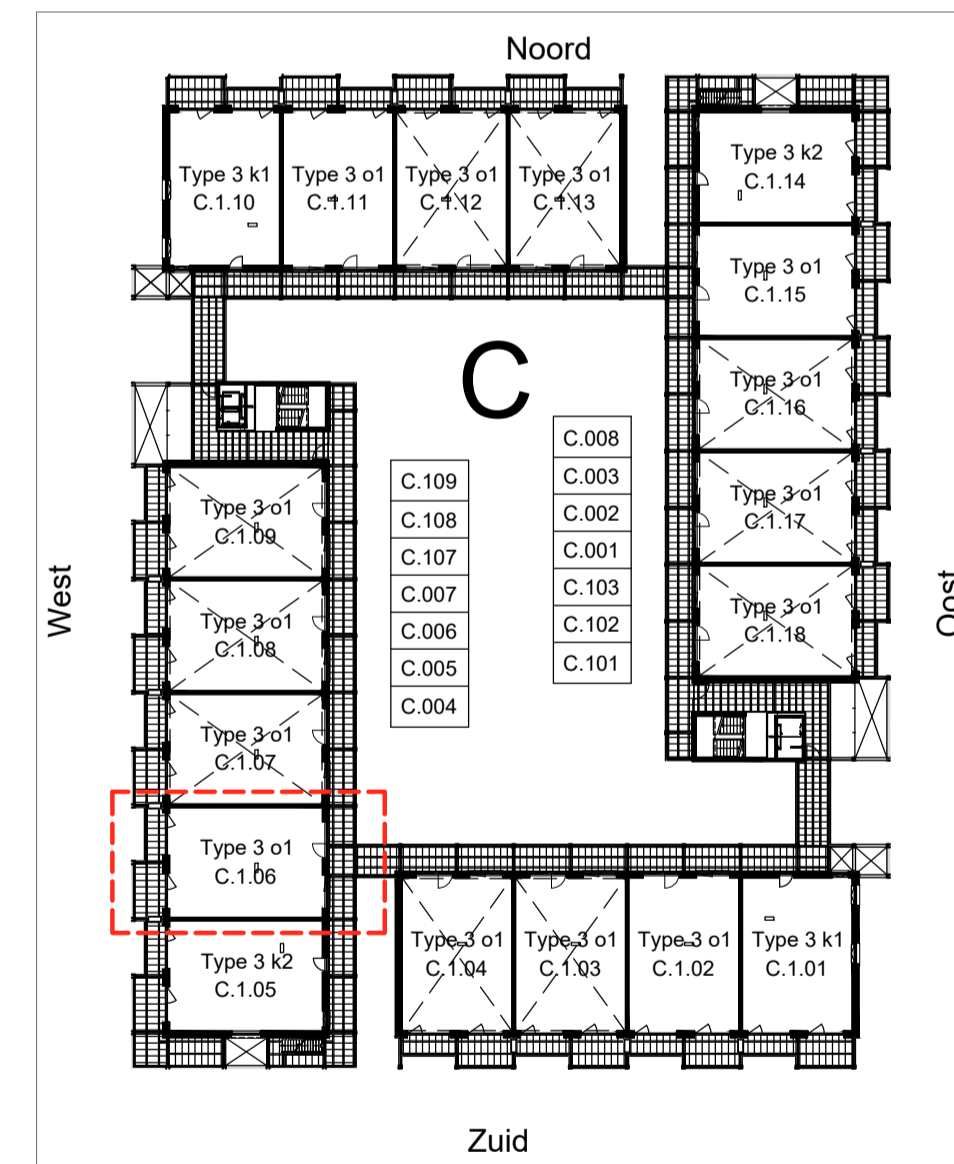 Noord
Type 3 k1
C.1.10
Type 3 o1
C.1.11
Type 3 o1
C.1.12
Type 3 o1
C.1.13
Type 3 k2
C.1.14
Type 3 o1
C.1.15
Type 3 o1
C.1.16
Type 3 o1
C.1.17
Type 3 o1
C.1.18
C
C.109
C.108
C.107
C.007
C.006
C.005
C.004
C.008
C.003
C.002
C.001
C.103
C.102
C.101
West
Oost
Type 3 o1
C.1.09
Type 3 o1
C.1.08
Type 3 o1
C.1.07
Type 3 o1
C.1.06
Type 3 k2
C.1.05
Type 3 o1
C.1.04
Type 3 o1
C.1.03
Type 3 o1
C.1.02
Type 3 k1
C.1.01
Zuid